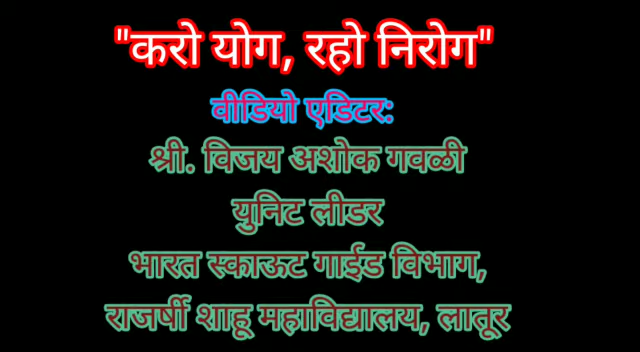 "करो योग, रहो निरोग"
वीडियो एडिटर:
श्री. विजय अशोक गवळी
युनिट लीडर
भारत स्काऊट गाईड विभाग,
राजर्षी शाहू महाविद्यालय, लातूर